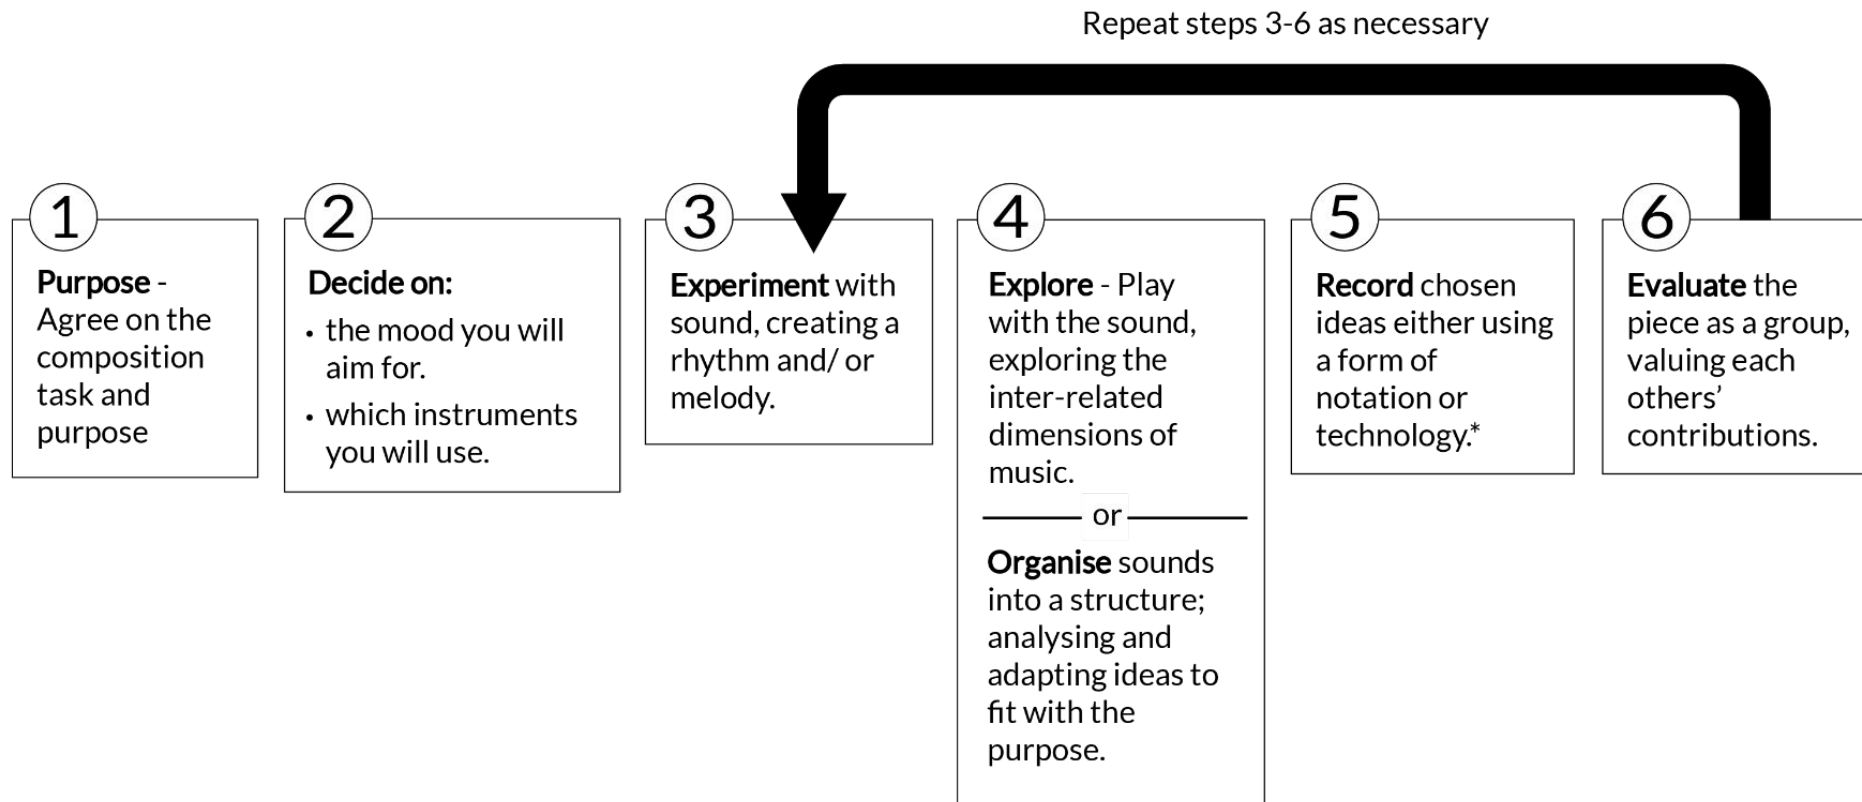 Repeat steps 3-6 as necessary
1
Purpose -
Agree on the
composition
task and
purpose
2
Decide on:
• the mood you will
aim for.
• which instruments
you will use.
3
Experiment with
sound, creating a
rhythm and/ or
melody.
4
Explore - Play
with the sound,
exploring the
inter-related
dimensions of
music.
or
Organise sounds
into a structure;
analysing and
adapting ideas to
fit with the
purpose.
5
Record chosen
ideas either using
a form of
notation or
technology.*
6
Evaluate the
piece as a group,
valuing each
others’
contributions.